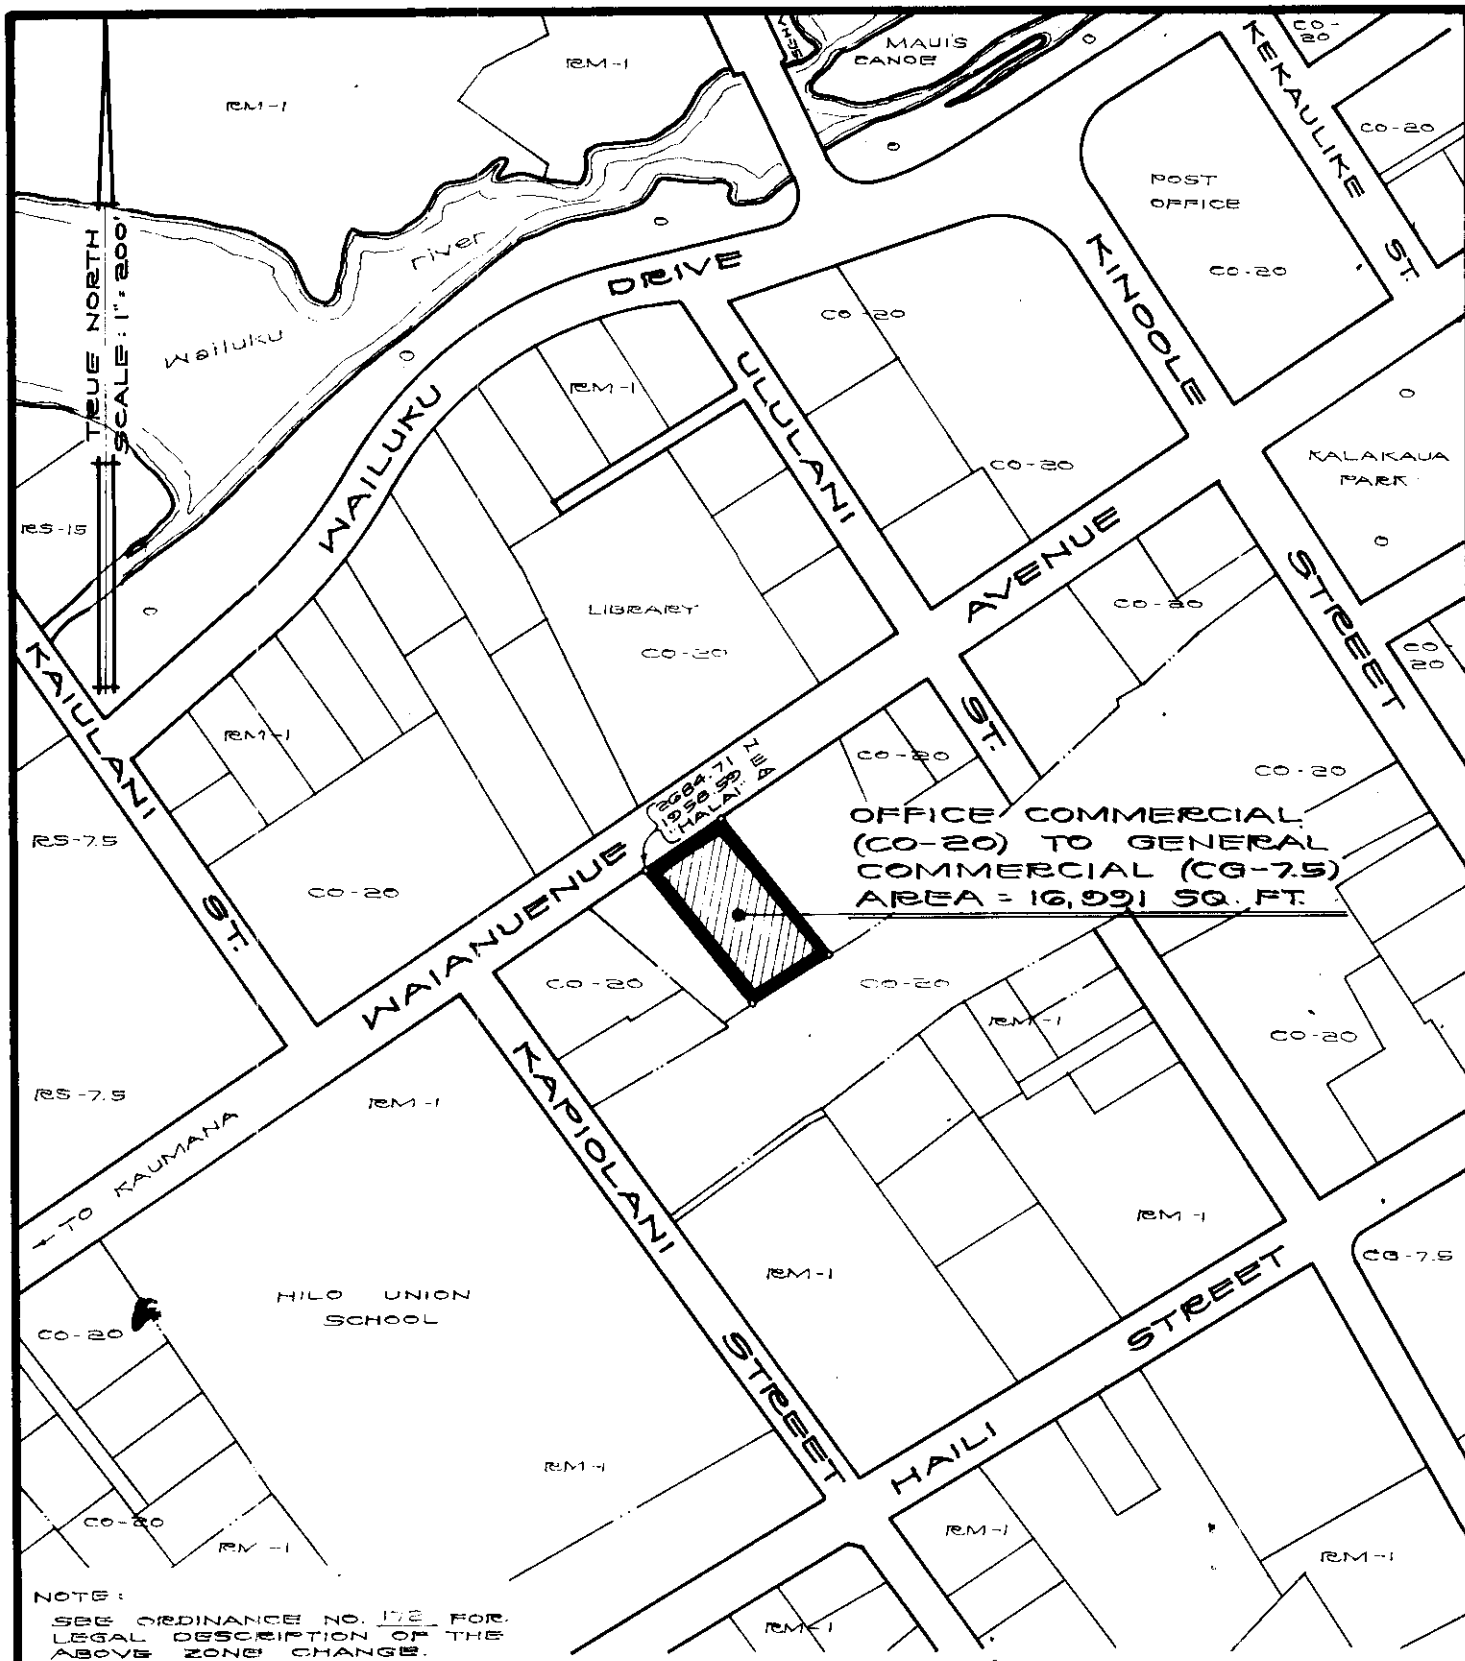 RM-1
RM-1
MAUI'S
CANOE
CO-
20
KEKAULIKE ST.
CO-20
POST
OFFICE
CO-20
TRUE NORTH
SCALE: 1" = 200'
Wailuku river
WAILUKU DRIVE
KINOOLE STREET
CO-20
RM-1
ULULANI ST.
CO-20
KALAKAUA
PARK
RS-15
WAIANUENUE AVENUE
LIBRARY
CO-20
CO-20
CO-
20
KAIULANI ST.
RM-1
2684.71
1958.59
"HALAI"
CO-20
CO-20
RS-7.5
CO-20
OFFICE COMMERCIAL
(CO-20) TO GENERAL
COMMERCIAL (CG-7.5)
AREA = 16,991 SQ. FT.
CO-20
CO-20
RM-1
CO-20
RS-7.5
RM-1
← TO KAUMANA
KAPIOLANI STREET
RM-1
RM-1
CG-7.5
HILO UNION
SCHOOL
CO-20
HAILI STREET
RM-1
CO-20
RM-1
RM-1
RM-1
RM-1
NOTE:
SEE ORDINANCE NO. 172 FOR
LEGAL DESCRIPTION OF THE
ABOVE ZONE CHANGE.